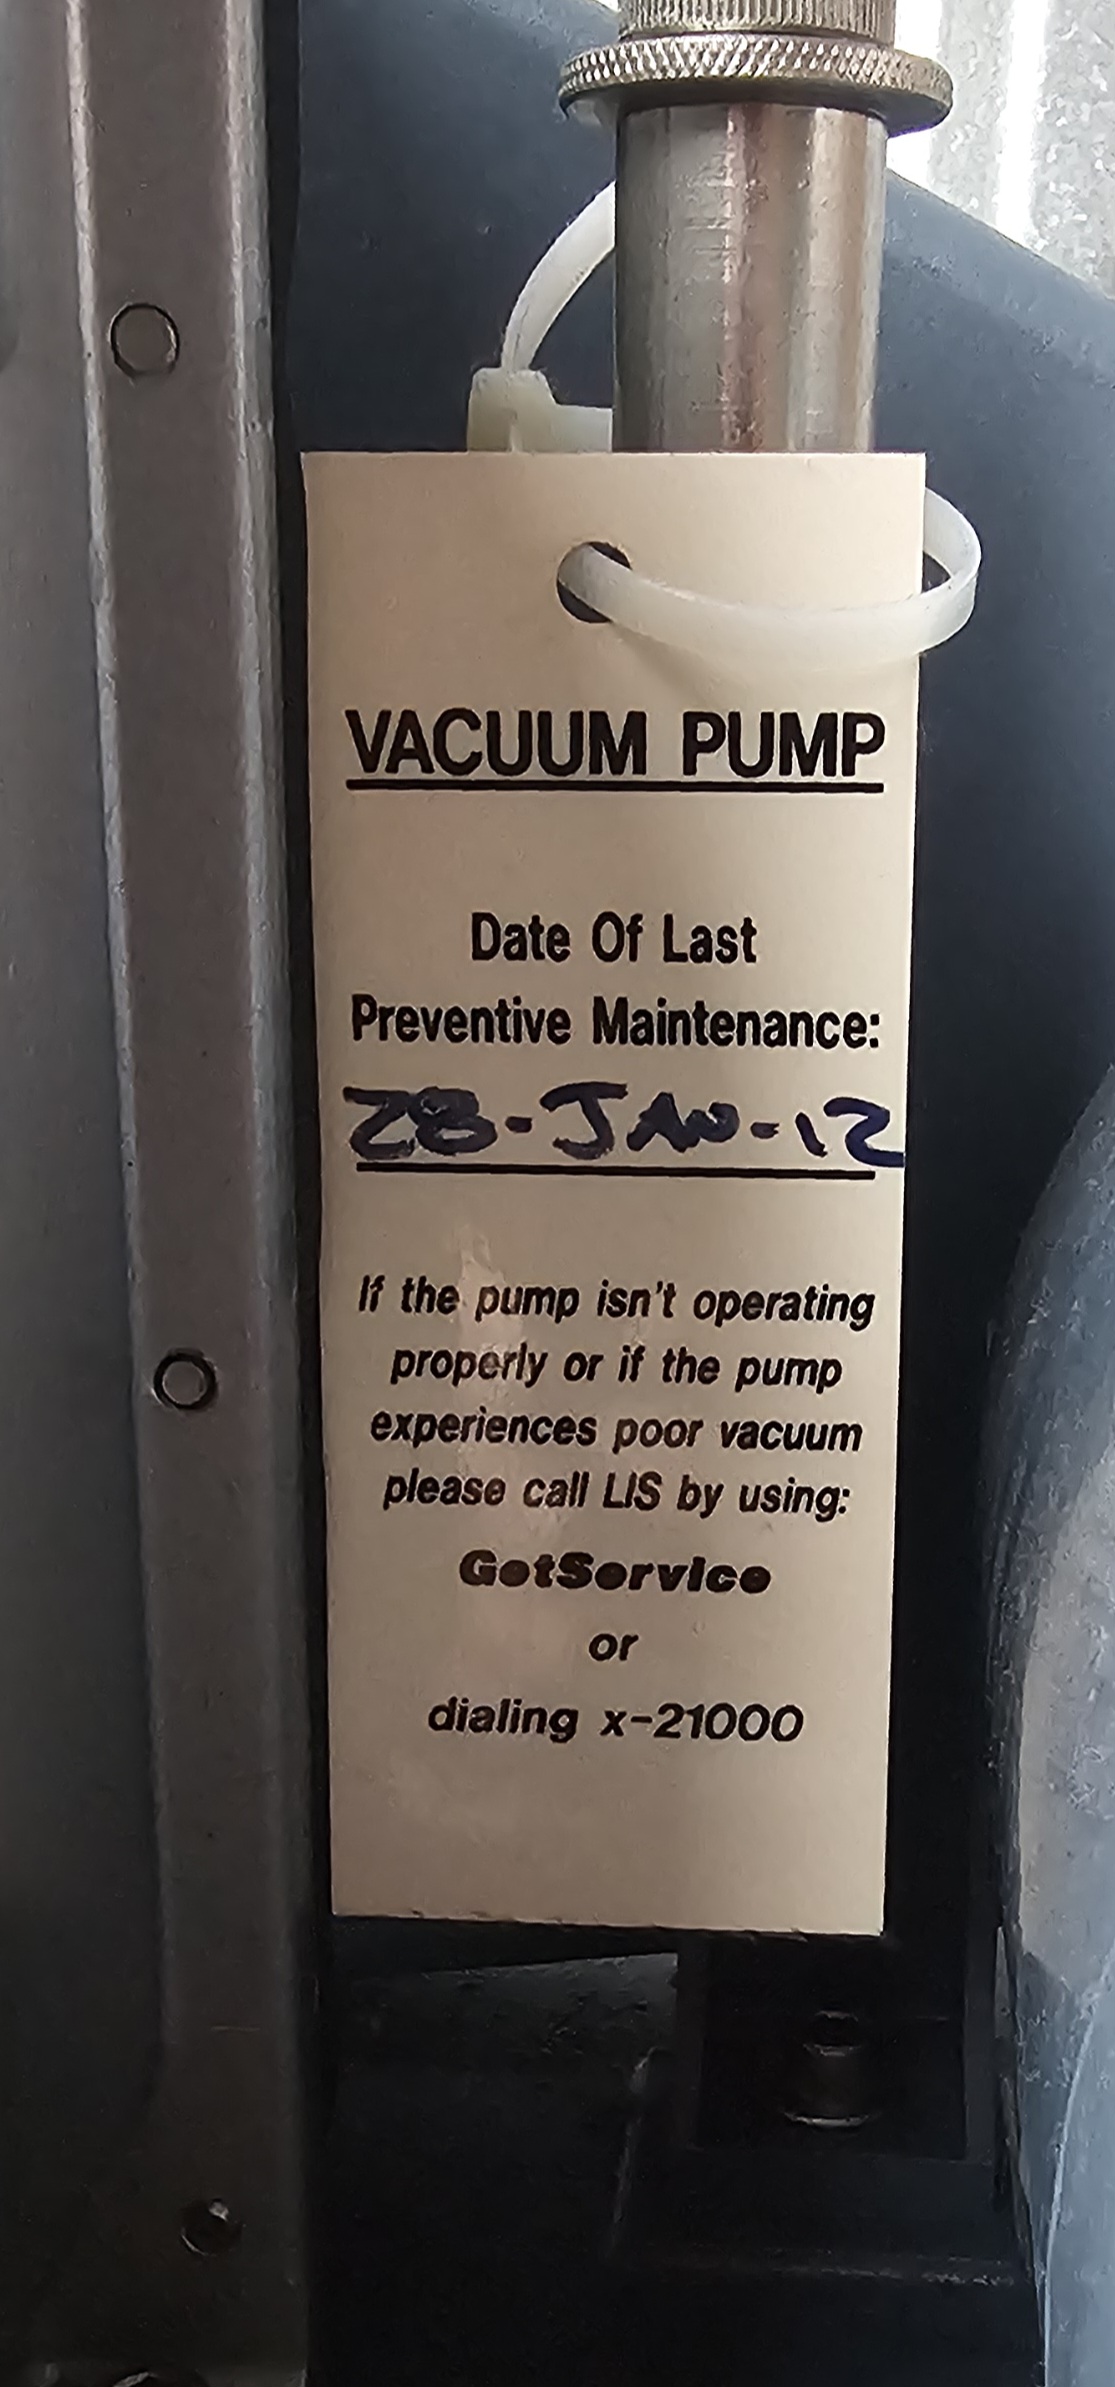 VACUUM PUMP
Date Of Last
Preventive Maintenance:
28-JAN-12
If the pump isn't operating
properly or if the pump
experiences poor vacuum
please call LIS by using:
GetService
or
dialing x-21000